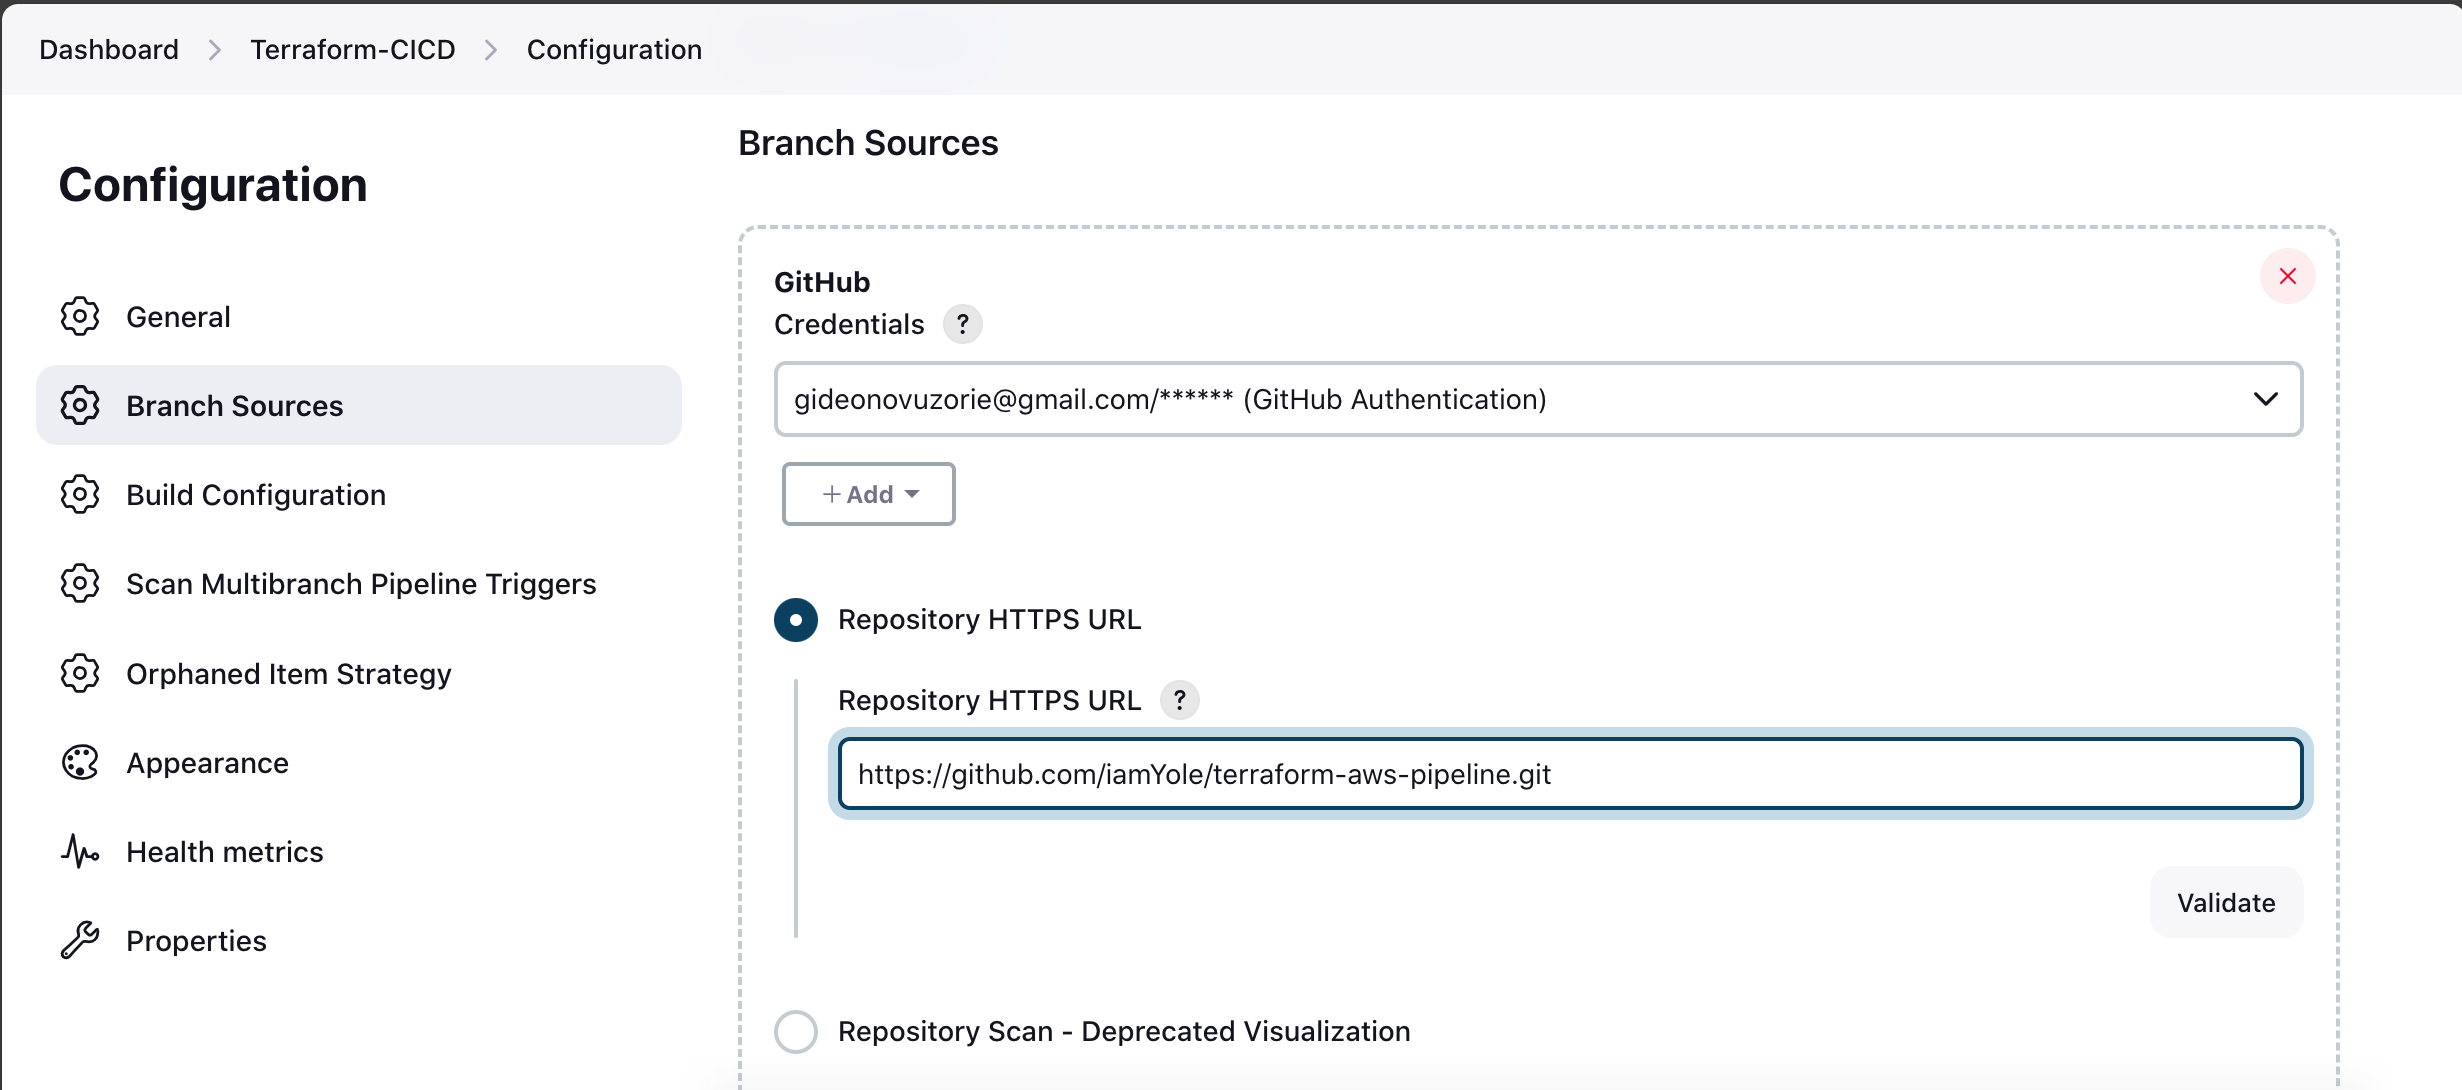 Dashboard > Terraform-CICD > Configuration
Configuration
General
Branch Sources
Build Configuration
Scan Multibranch Pipeline Triggers
Orphaned Item Strategy
Appearance
Health metrics
Properties
Branch Sources
GitHub
Credentials ?
gideonovuzorie@gmail.com/****** (GitHub Authentication)
+ Add
Repository HTTPS URL
Repository HTTPS URL ?
https://github.com/iamYole/terraform-aws-pipeline.git
Validate
Repository Scan - Deprecated Visualization